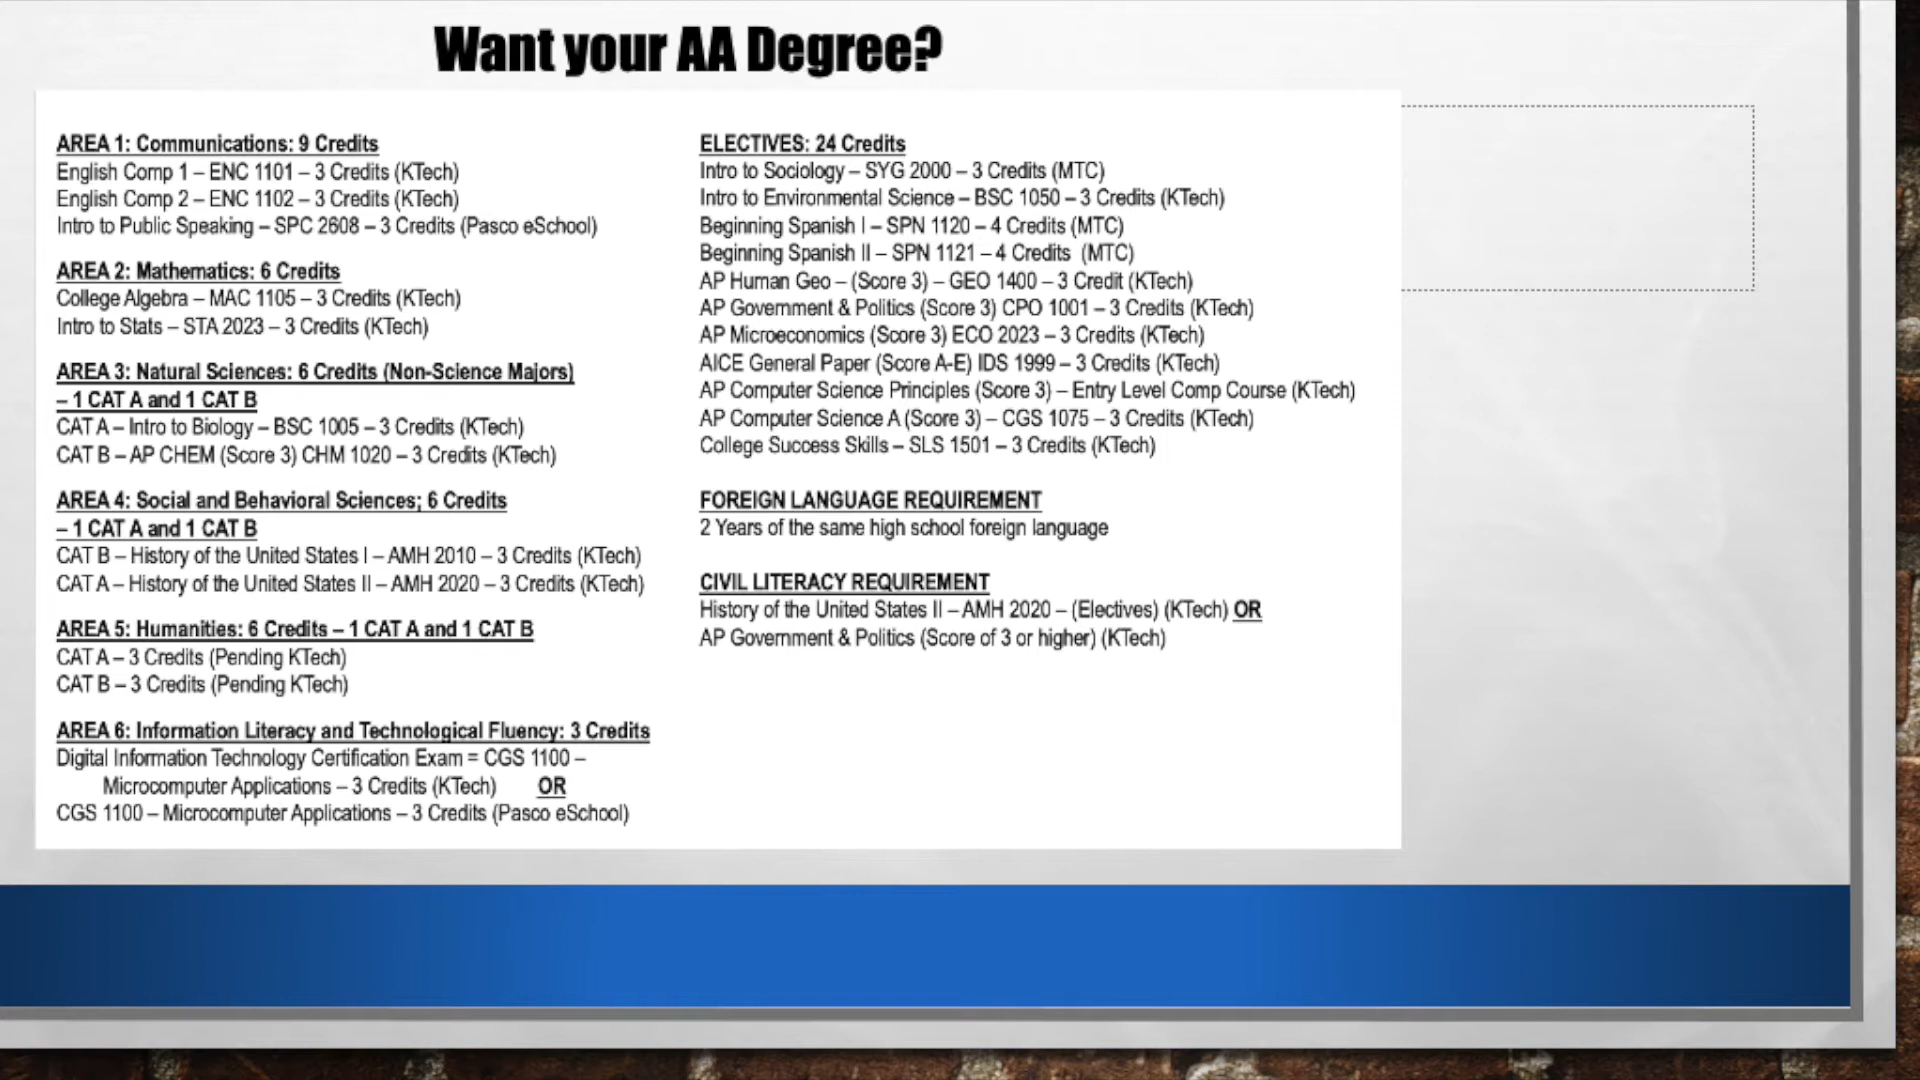 Want your AA Degree?
AREA 1: Communications: 9 Credits
English Comp 1 – ENC 1101 – 3 Credits (KTech)
English Comp 2 – ENC 1102 – 3 Credits (KTech)
Intro to Public Speaking – SPC 2608 – 3 Credits (Pasco eSchool)
AREA 2: Mathematics: 6 Credits
College Algebra – MAC 1105 – 3 Credits (KTech)
Intro to Stats – STA 2023 – 3 Credits (KTech)
AREA 3: Natural Sciences: 6 Credits (Non-Science Majors)
– 1 CAT A and 1 CAT B
CAT A – Intro to Biology – BSC 1005 – 3 Credits (KTech)
CAT B – AP CHEM (Score 3) CHM 1020 – 3 Credits (KTech)
AREA 4: Social and Behavioral Sciences; 6 Credits
– 1 CAT A and 1 CAT B
CAT B – History of the United States I – AMH 2010 – 3 Credits (KTech)
CAT A – History of the United States II – AMH 2020 – 3 Credits (KTech)
AREA 5: Humanities: 6 Credits – 1 CAT A and 1 CAT B
CAT A – 3 Credits (Pending KTech)
CAT B – 3 Credits (Pending KTech)
AREA 6: Information Literacy and Technological Fluency: 3 Credits
Digital Information Technology Certification Exam = CGS 1100 –
Microcomputer Applications – 3 Credits (KTech) OR
CGS 1100 – Microcomputer Applications – 3 Credits (Pasco eSchool)
ELECTIVES: 24 Credits
Intro to Sociology – SYG 2000 – 3 Credits (MTC)
Intro to Environmental Science – BSC 1050 – 3 Credits (KTech)
Beginning Spanish I – SPN 1120 – 4 Credits (MTC)
Beginning Spanish II – SPN 1121 – 4 Credits (MTC)
AP Human Geo – (Score 3) – GEO 1400 – 3 Credit (KTech)
AP Government & Politics (Score 3) CPO 1001 – 3 Credits (KTech)
AP Microeconomics (Score 3) ECO 2023 – 3 Credits (KTech)
AICE General Paper (Score A-E) IDS 1999 – 3 Credits (KTech)
AP Computer Science Principles (Score 3) – Entry Level Comp Course (KTech)
AP Computer Science A (Score 3) – CGS 1075 – 3 Credits (KTech)
College Success Skills – SLS 1501 – 3 Credits (KTech)
FOREIGN LANGUAGE REQUIREMENT
2 Years of the same high school foreign language
CIVIL LITERACY REQUIREMENT
History of the United States II – AMH 2020 – (Electives) (KTech) OR
AP Government & Politics (Score of 3 or higher) (KTech)